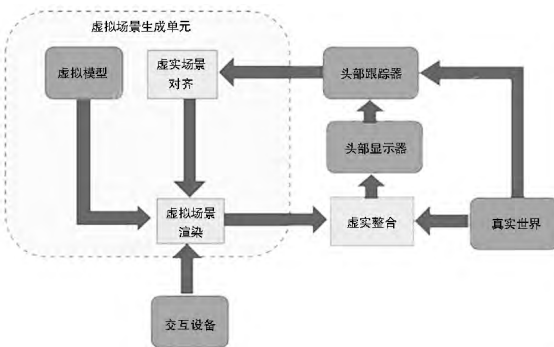 虚拟场景生成单元
虚拟模型
虚实场景
对齐
头部跟踪器
头部显示器
虚拟场景
渲染
虚实整合
真实世界
交互设备